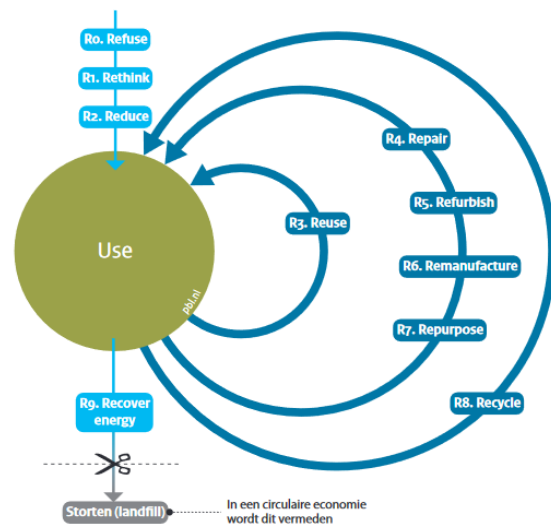 R0. Refuse
R1. Rethink
R2. Reduce
R4. Repair
R5. Refurbish
R3. Reuse
Use
R6. Remanufacture
pbl.nl
R7. Repurpose
R9. Recover
energy
R8. Recycle
Storten (landfill)
In een circulaire economie
wordt dit vermeden